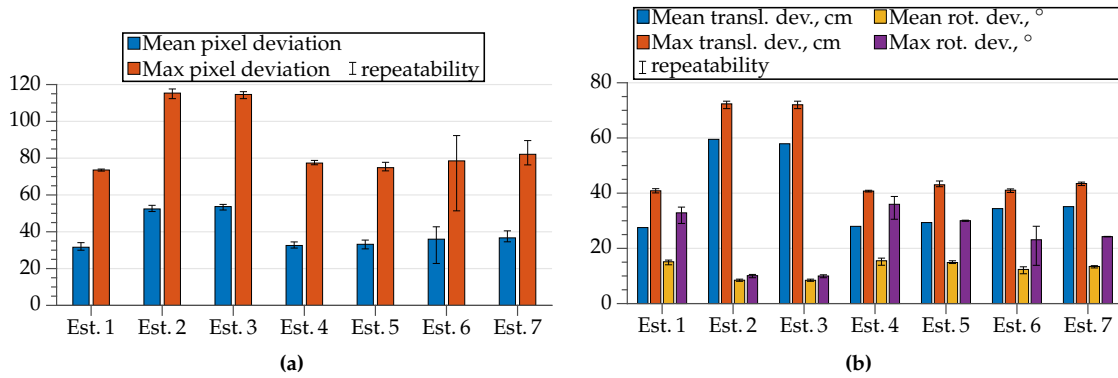 Mean pixel deviation
Max pixel deviation
repeatability
120
100
80
60
40
20
0
Est. 1
Est. 2
Est. 3
Est. 4
Est. 5
Est. 6
Est. 7
(a)
Mean transl. dev., cm
Mean rot. dev., °
Max transl. dev., cm
Max rot. dev., °
repeatability
80
60
40
20
0
Est. 1
Est. 2
Est. 3
Est. 4
Est. 5
Est. 6
Est. 7
(b)